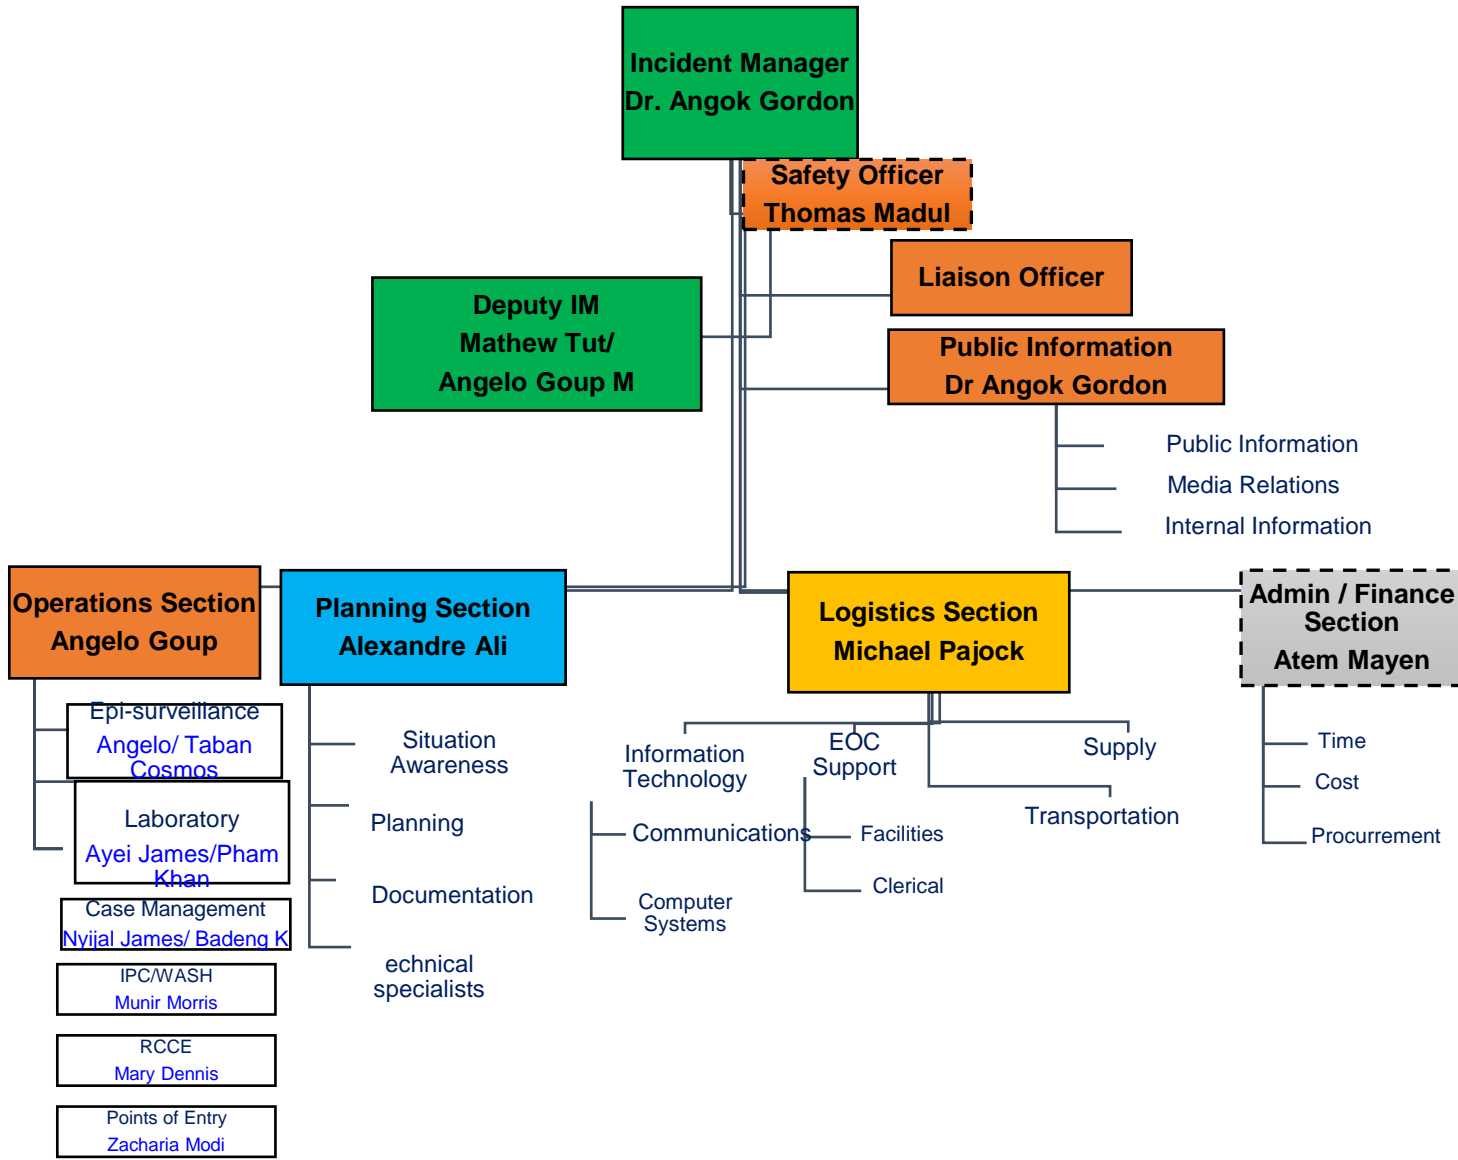 Incident Manager
Dr. Angok Gordon
Safety Officer
Thomas Madul
Liaison Officer
Deputy IM
Mathew Tut/
Angelo Goup M
Public Information
Dr Angok Gordon
Public Information
Media Relations
Internal Information
Operations Section
Angelo Goup
Planning Section
Alexandre Ali
Logistics Section
Michael Pajock
Admin / Finance
Section
Atem Mayen
Epi-surveillance
Angelo/ Taban
Cosmos
Laboratory
Ayei James/Pham
Khan
Case Management
Nyijal James/ Badeng K
IPC/WASH
Munir Morris
RCCE
Mary Dennis
Points of Entry
Zacharia Modi
Situation
Awareness
Planning
Documentation
echnical
specialists
Information
Technology
Communications
Computer
Systems
EOC
Support
Facilities
Clerical
Supply
Transportation
Time
Cost
Procurrement